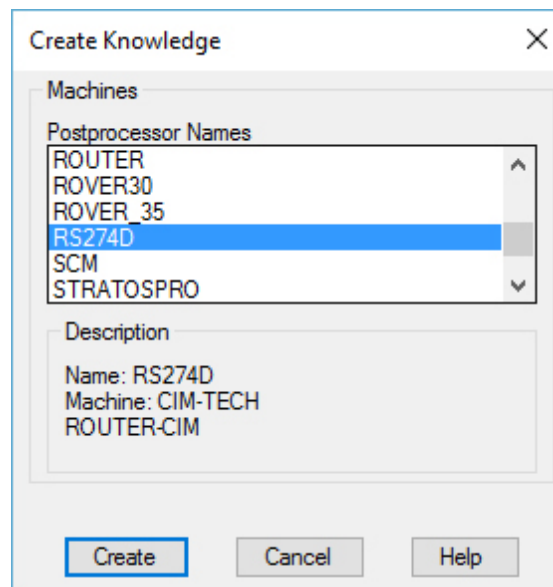 Create Knowledge
Machines
Postprocessor Names
ROUTER
ROVER30
ROVER_35
RS274D
SCM
STRATOSPRO
Description
Name: RS274D
Machine: CIM-TECH
ROUTER-CIM
Create Cancel Help